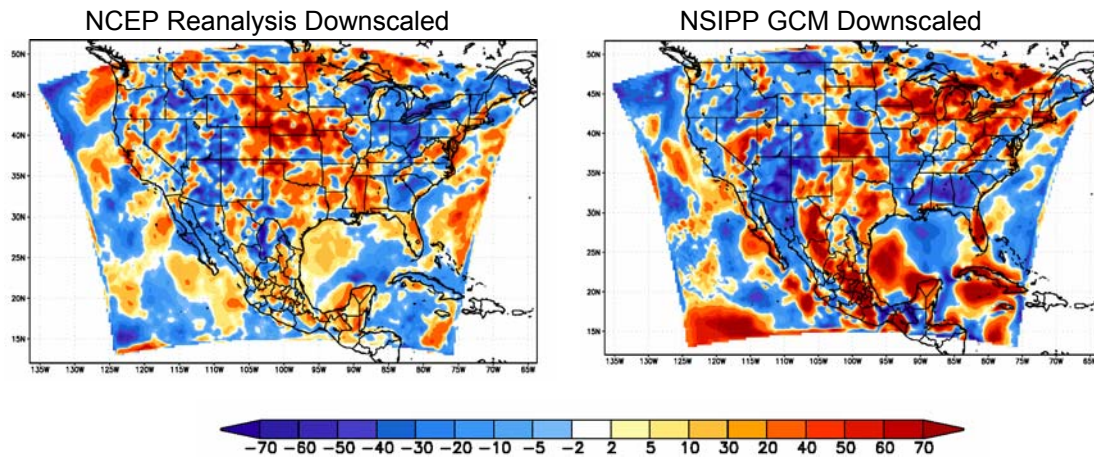 NCEP Reanalysis Downscaled
NSIPP GCM Downscaled
50N
45N
40N
35N
30N
25N
20N
15N
135W 130W 125W 120W 115W 110W 105W 100W 95W 90W 85W 80W 75W 70W 65W
50N
45N
40N
35N
30N
25N
20N
15N
135W 130W 125W 120W 115W 110W 105W 100W 95W 90W 85W 80W 75W 70W 65W
-70 -60 -50 -40 -30 -20 -10 -5 -2 2 5 10 30 20 40 50 60 70